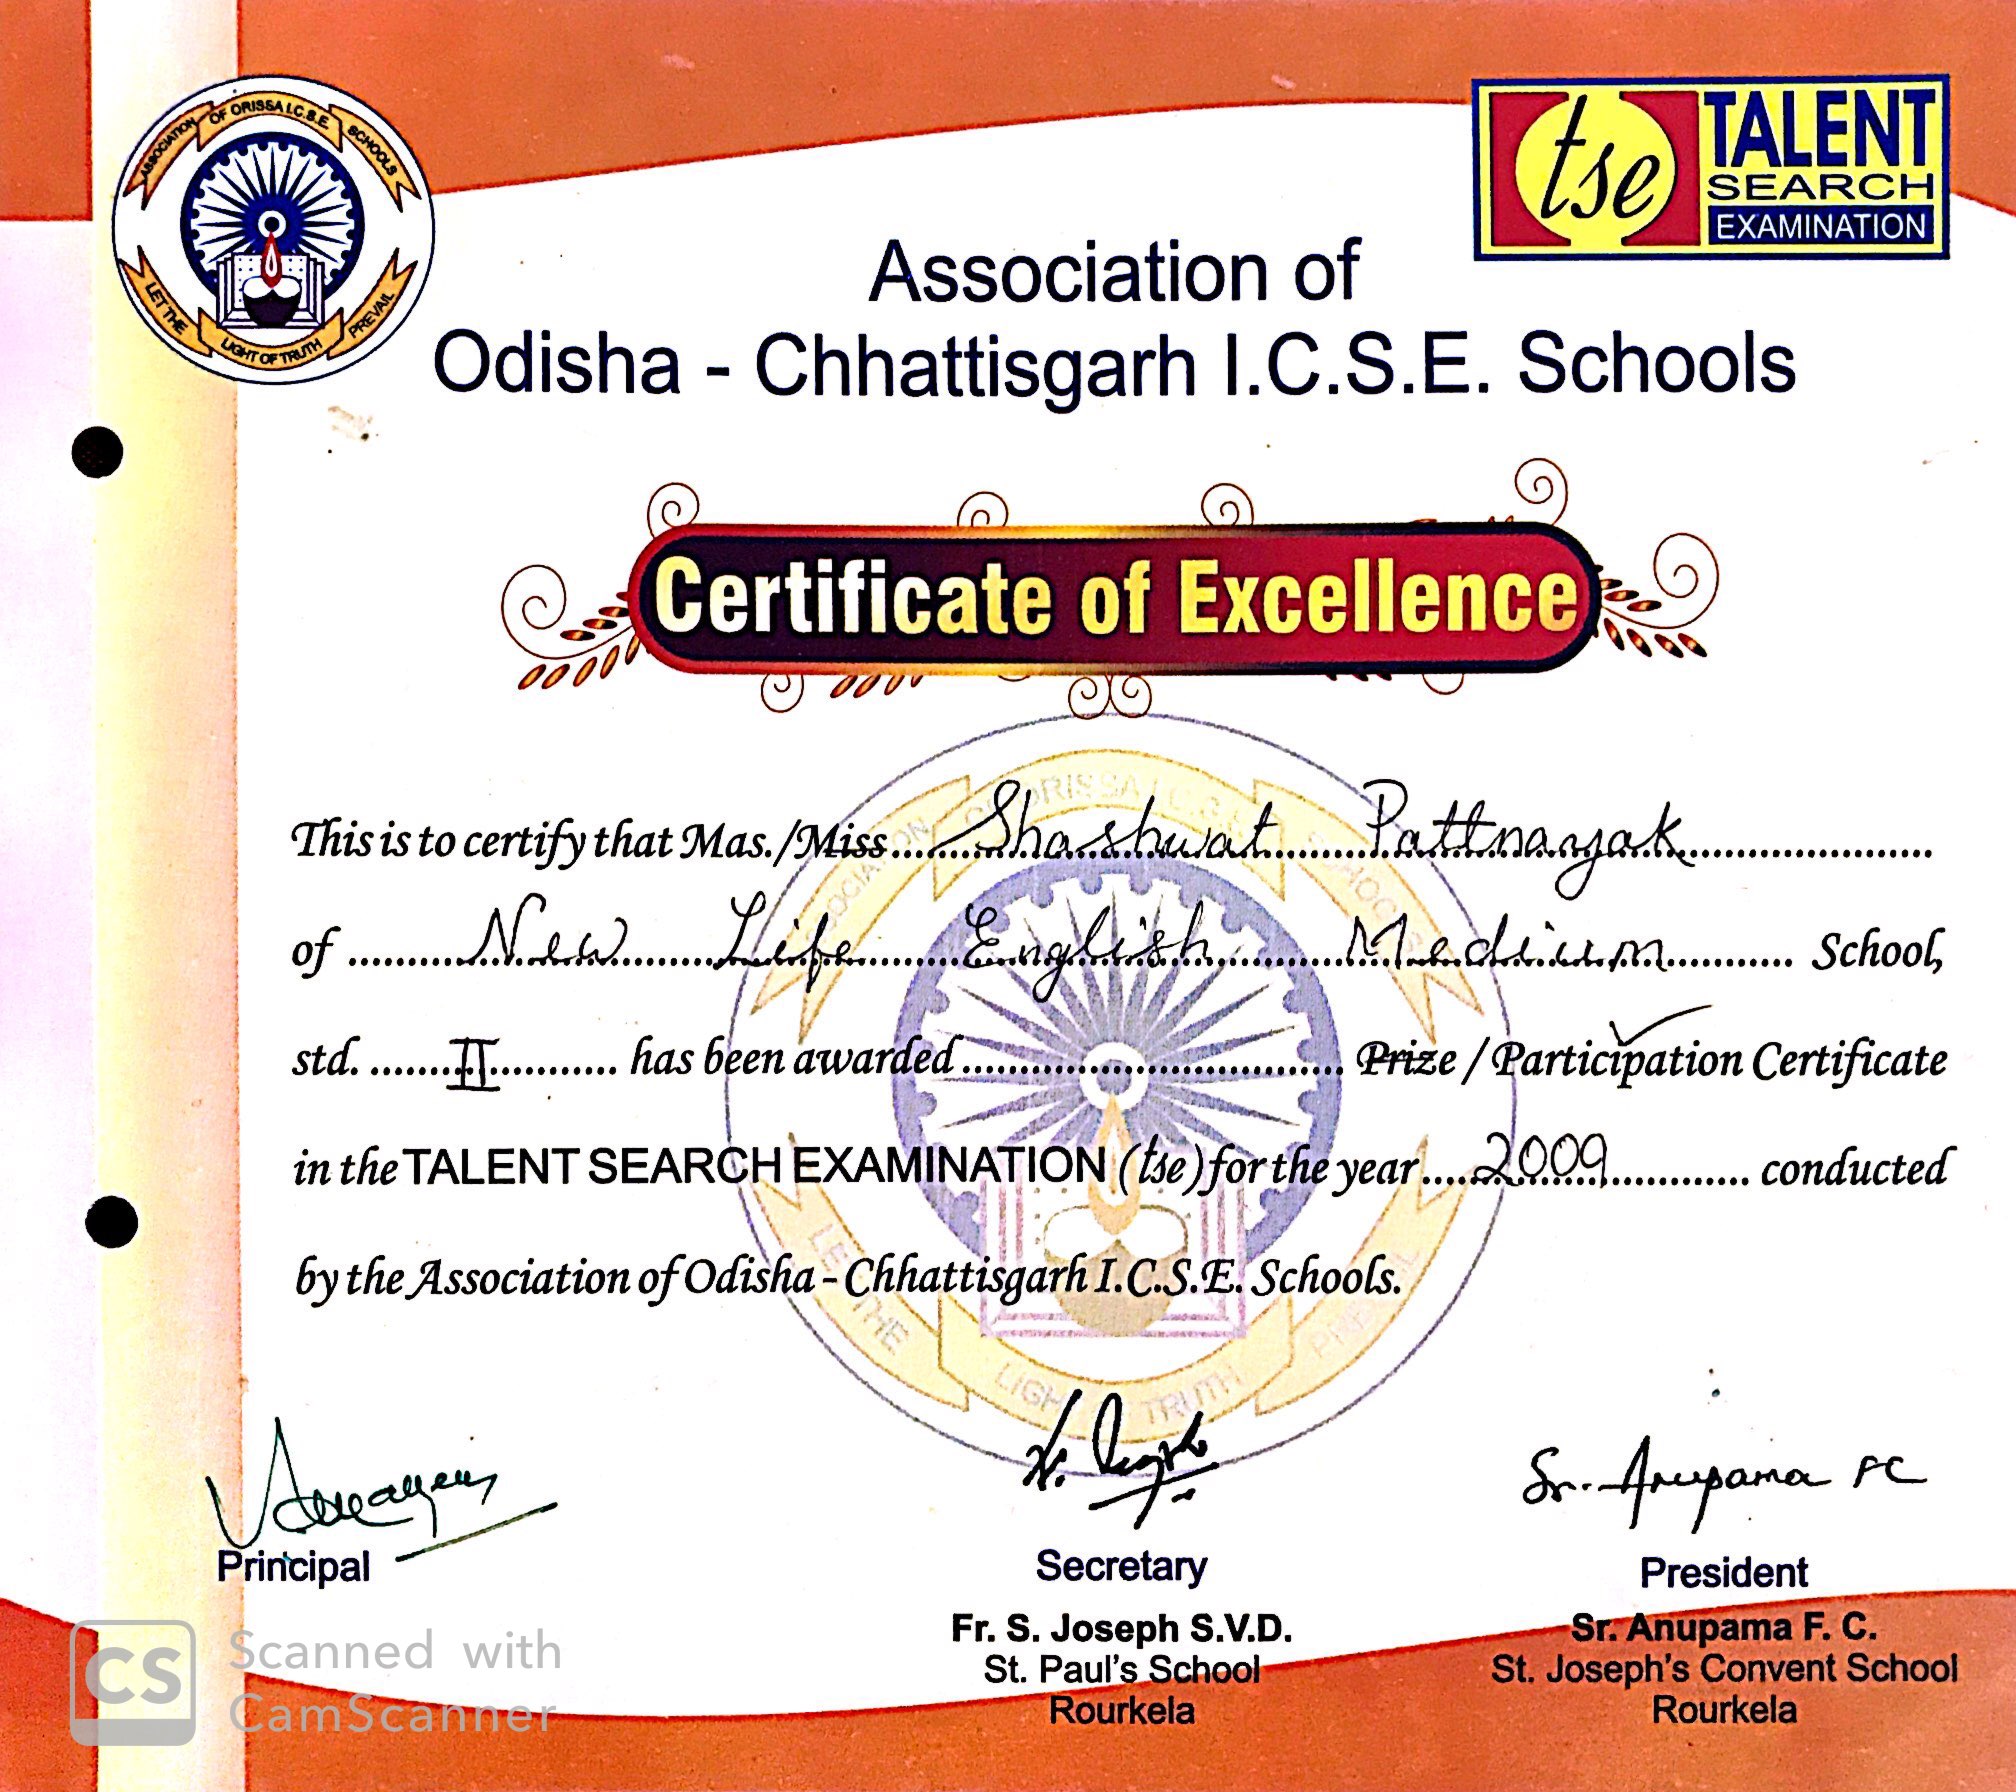 ASSOCIATION OF ORISSA I.C.S.E. SCHOOLS
LET THE LIGHT OF TRUTH PREVAIL
tse TALENT
SEARCH
EXAMINATION
Association of
Odisha - Chhattisgarh I.C.S.E. Schools
Certificate of Excellence
This is to certify that Mas./Miss Shashwat Pattnayak
of New Life English Medium School,
std. II has been awarded Prize / Participation Certificate
in the TALENT SEARCH EXAMINATION (tse) for the year 2009 conducted
by the Association of Odisha - Chhattisgarh I.C.S.E. Schools.
Sr. Anupama FC
Principal Secretary President
Fr. S. Joseph S.V.D. Sr. Anupama F. C.
St. Paul's School St. Joseph's Convent School
Rourkela Rourkela
CS Scanned with
CamScanner